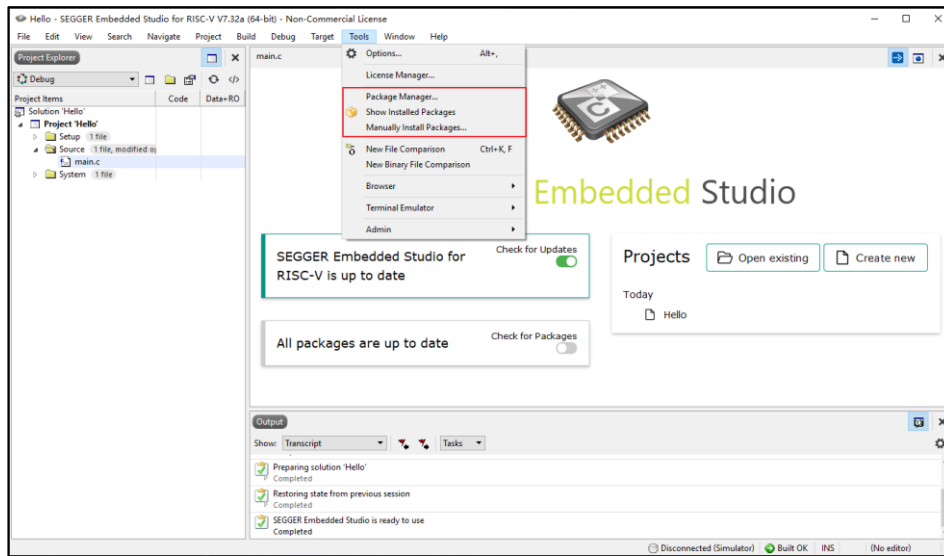 Hello - SEGGER Embedded Studio for RISC-V V7.32a (64-bit) - Non-Commercial License
File Edit View Search Navigate Project Build Debug Target Tools Window Help
Project Explorer
Debug
Project Items Code Data+RO
Solution 'Hello'
Project 'Hello'
Setup 1 file
Source 1 file, modified op
main.c
System 1 file
main.c
Options... Alt+,
License Manager...
Package Manager...
Show Installed Packages
Manually Install Packages...
New File Comparison Ctrl+K, F
New Binary File Comparison
Browser
Terminal Emulator
Admin
C
Embedded Studio
SEGGER Embedded Studio for
RISC-V is up to date
Check for Updates
All packages are up to date
Check for Packages
Projects
Open existing
Create new
Today
Hello
Output
Show: Transcript Tasks
Preparing solution 'Hello'
Completed
Restoring state from previous session
Completed
SEGGER Embedded Studio is ready to use
Completed
Disconnected (Simulator) Built OK INS (No editor)